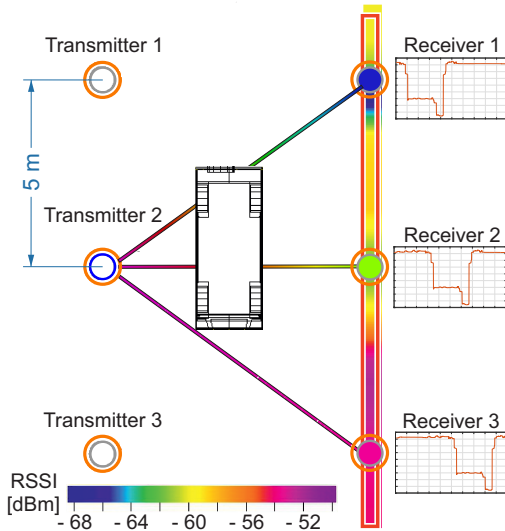 Transmitter 1
Receiver 1
5 m
Transmitter 2
Receiver 2
Transmitter 3
Receiver 3
RSSI
[dBm]
- 68 - 64 - 60 - 56 - 52